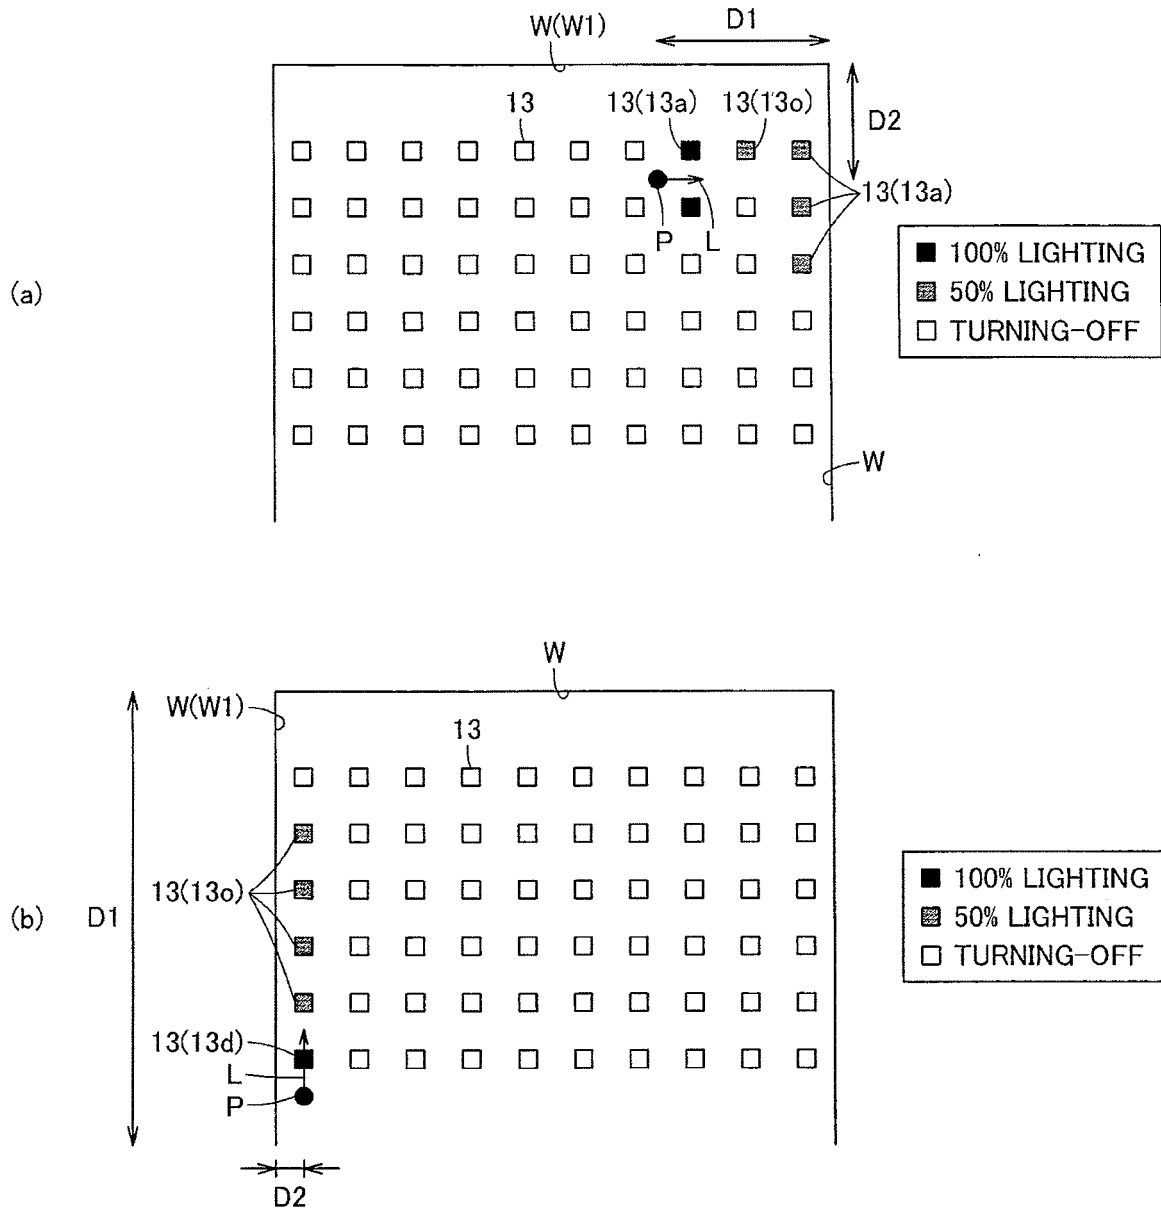 W(W1)
D1
13
13(13a)
13(13o)
D2
13(13a)
P
L
(a)
100% LIGHTING
50% LIGHTING
TURNING-OFF
W
W
W(W1)
13
13(13o)
(b)
D1
100% LIGHTING
50% LIGHTING
TURNING-OFF
13(13d)
L
P
D2